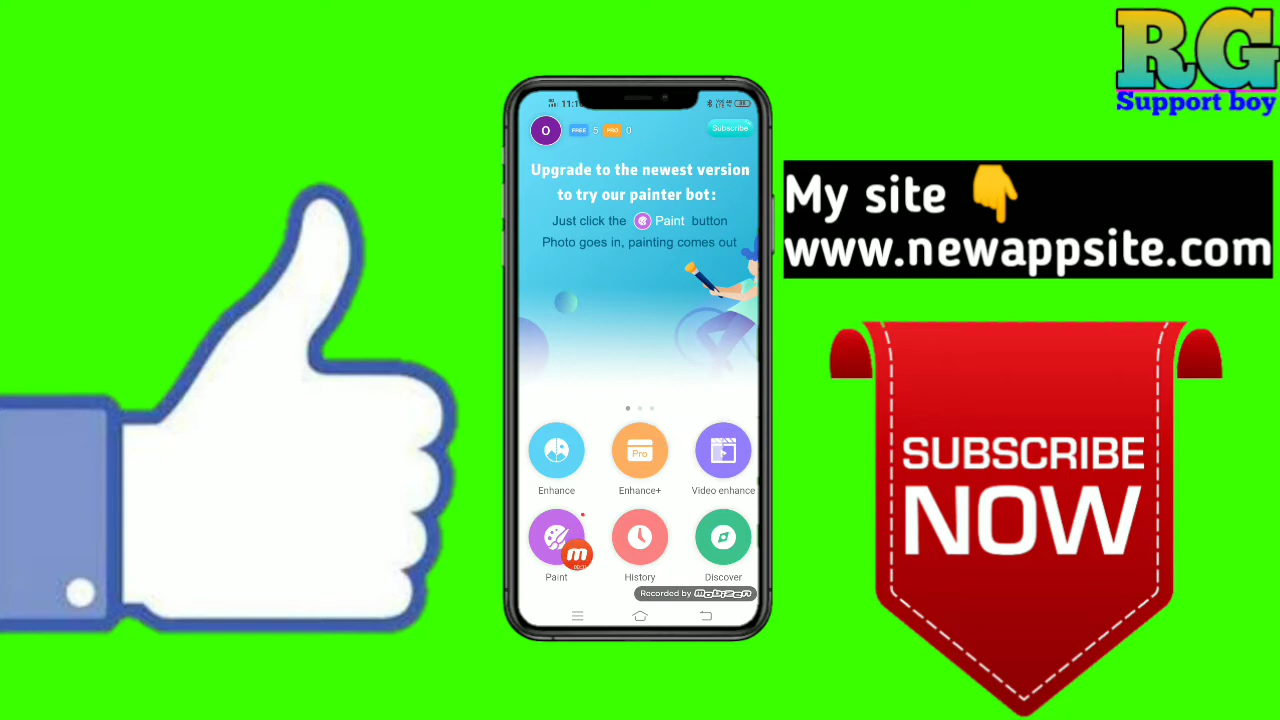 RG
Support boy
My site 👇
www.newappsite.com
O
FREE 5 PRO 0
Subscribe
Upgrade to the newest version
to try our painter bot:
Just click the Paint button
Photo goes in, painting comes out
Pro
Enhance Enhance+ Video enhance
m
Paint History Discover
Recorded by Mobizen
SUBSCRIBE
NOW